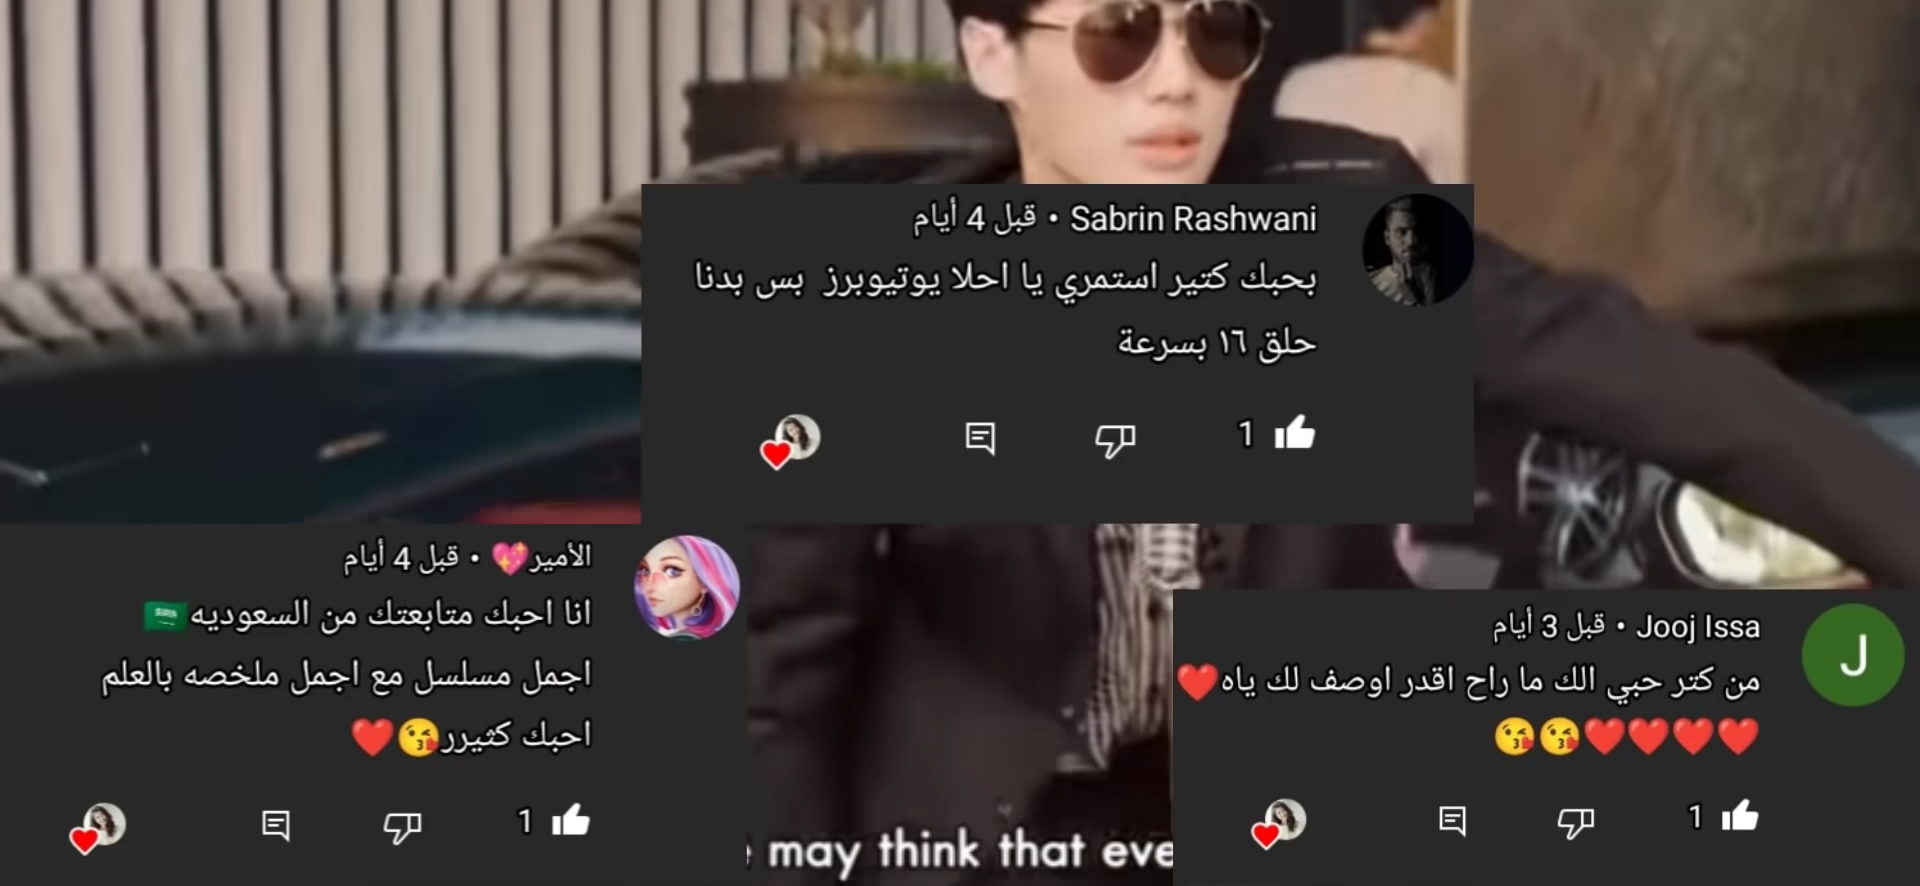 Sabrin Rashwani • قبل 4 أيام
بحبك كتير استمري يا احلا يوتيوبرز بس بدنا
حلق ١٦ بسرعة
1
الأمير💖 • قبل 4 أيام
انا احبك متابعتك من السعوديه🇸🇦
اجمل مسلسل مع اجمل ملخصه بالعلم
احبك كثيرر😘❤️
1
Jooj Issa • قبل 3 أيام
J
من كتر حبي الك ما راح اقدر اوصف لك ياه❤️
❤️❤️❤️❤️😘😘
1
may think that eve